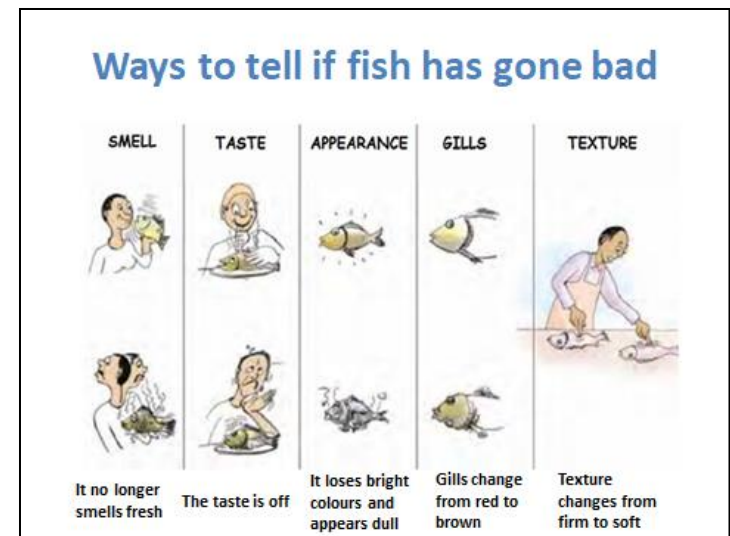 Ways to tell if fish has gone bad
SMELL
TASTE
APPEARANCE
GILLS
TEXTURE
It no longer
smells fresh
The taste is off
It loses bright
colours and
appears dull
Gills change
from red to
brown
Texture
changes from
firm to soft